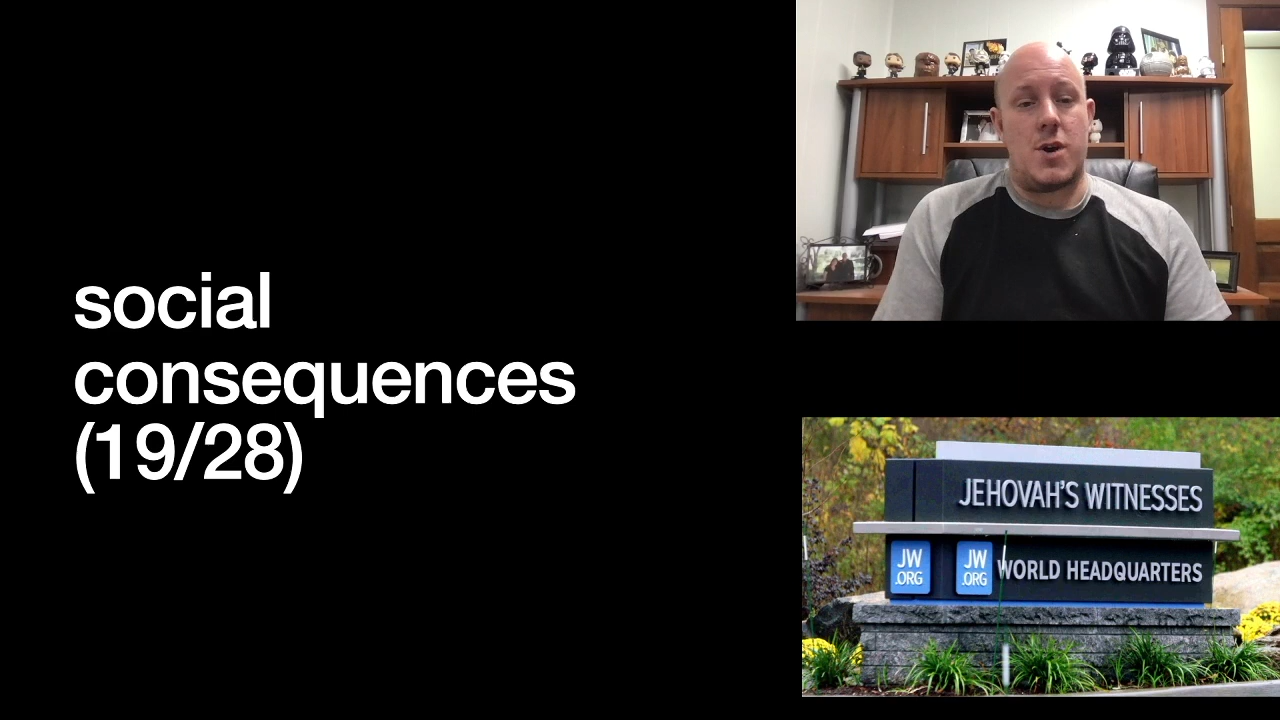 social
consequences
(19/28)
JEHOVAH'S WITNESSES
JW
.ORG
JW
.ORG
WORLD HEADQUARTERS